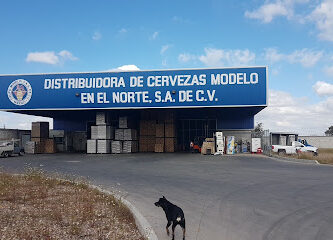 DISTRIBUIDORA DE CERVEZAS MODELO
EN EL NORTE, S.A. DE C.V.